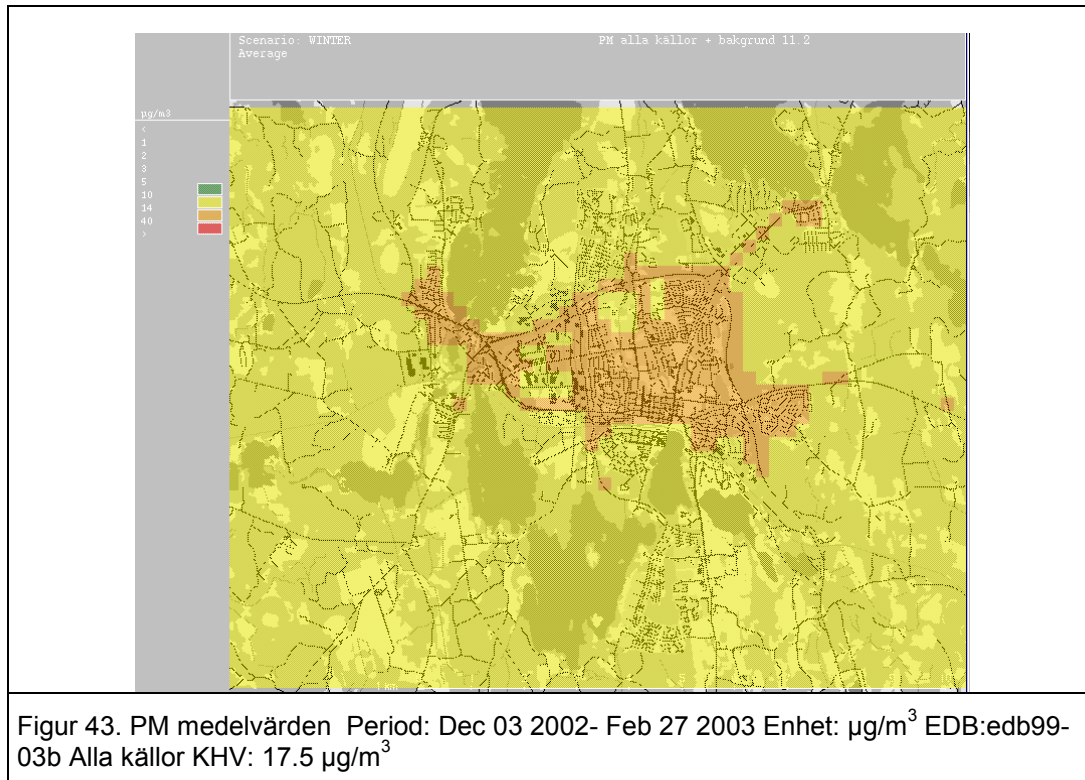 Scenario: WINTER PM alla källor + bakgrund 11.2
Average
µg/m3
<
1
2
3
5
10
14
40
>
Figur 43. PM medelvärden Period: Dec 03 2002- Feb 27 2003 Enhet: µg/m³ EDB:edb99-
03b Alla källor KHV: 17.5 µg/m³